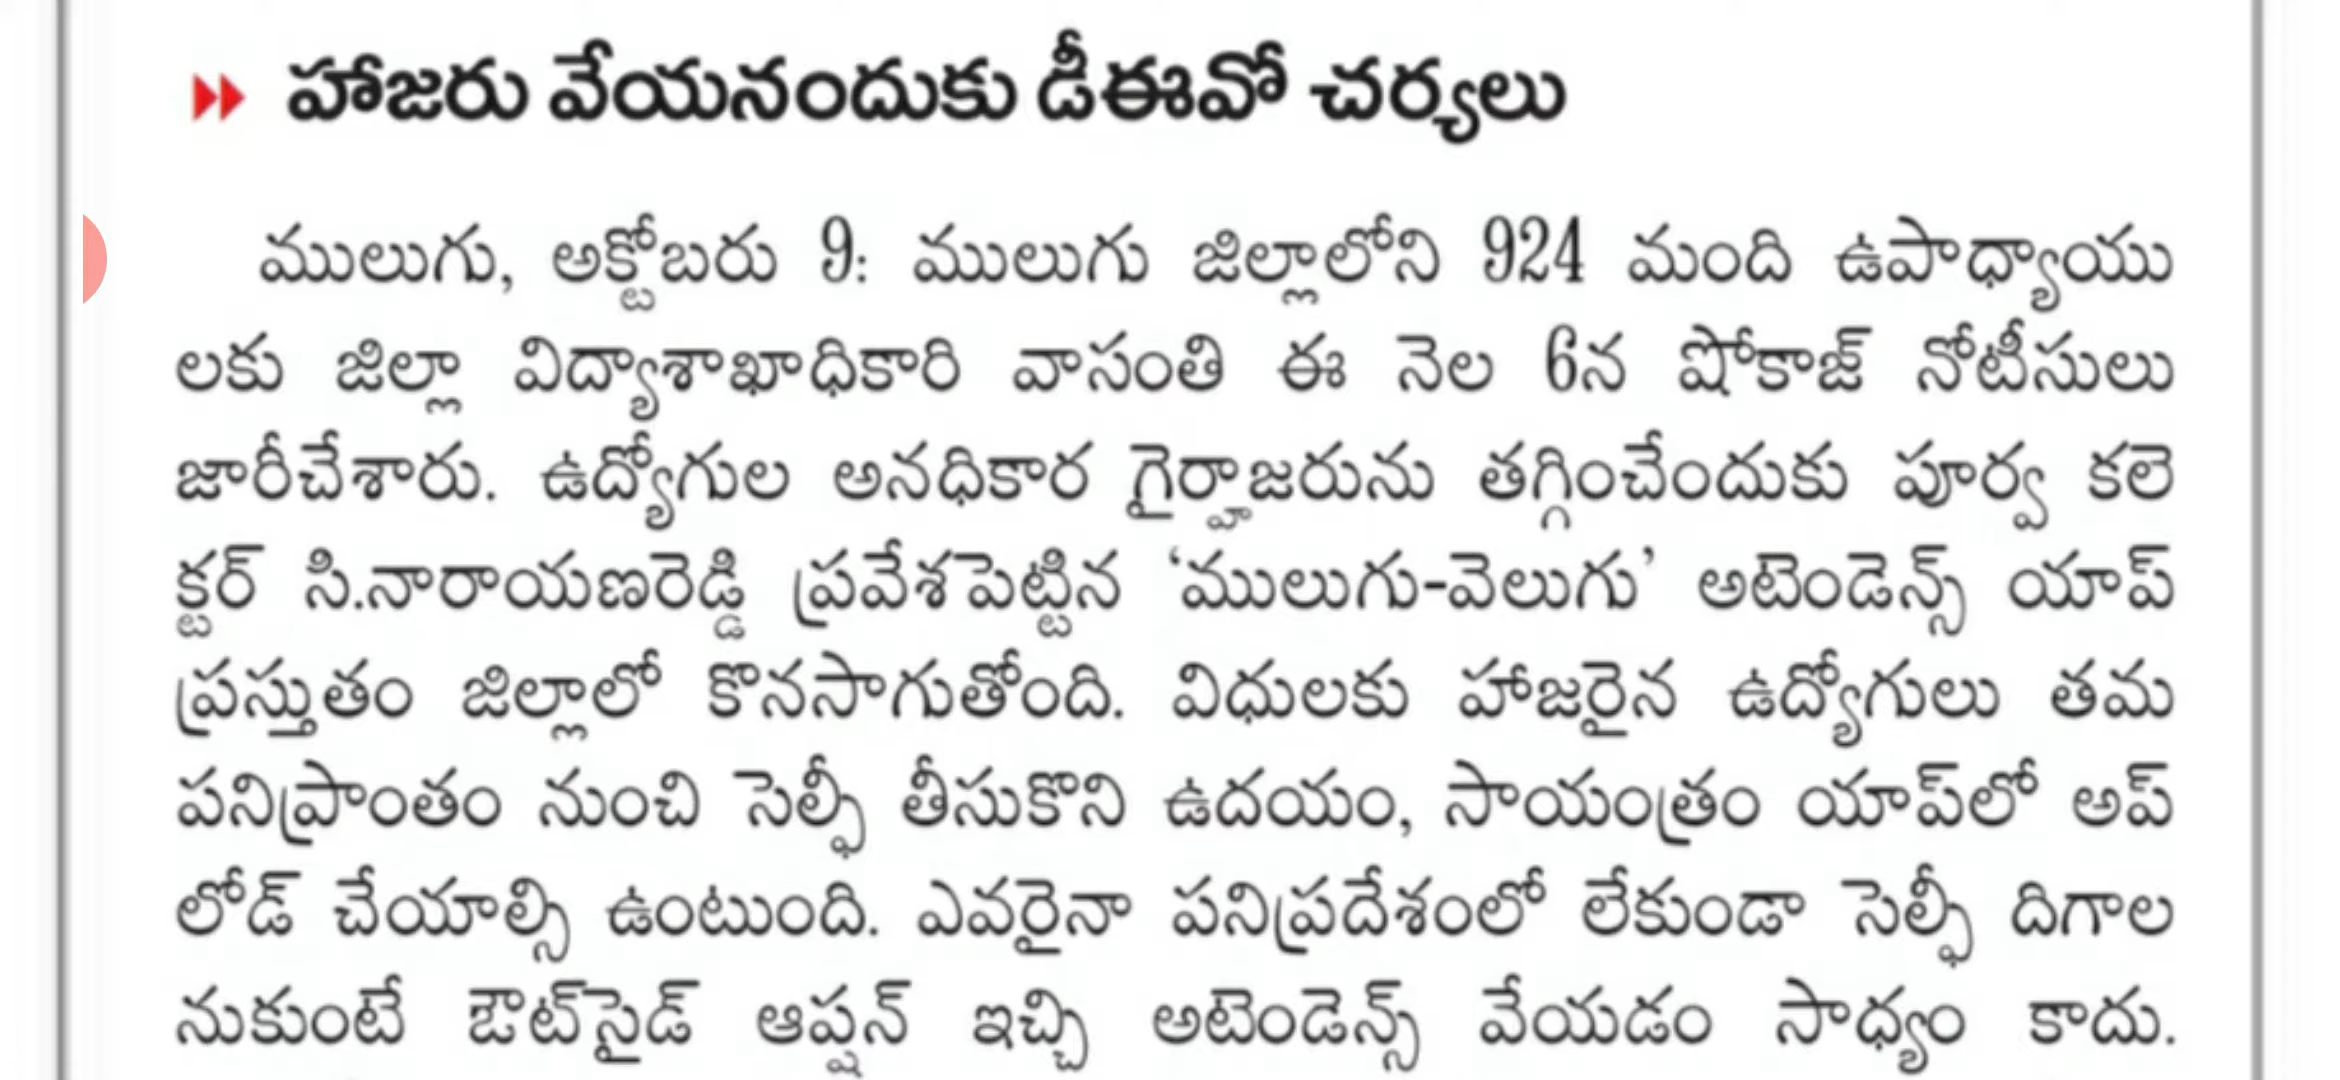 హాజరు వేయనందుకు డీఈవో చర్యలు
ములుగు, అక్టోబరు 9: ములుగు జిల్లాలోని 924 మంది ఉపాధ్యాయు
లకు జిల్లా విద్యాశాఖాధికారి వాసంతి ఈ నెల 6న షోకాజ్ నోటీసులు
జారీచేశారు. ఉద్యోగుల అనధికార గైర్హాజరును తగ్గించేందుకు పూర్వ కలె
క్టర్ సి.నారాయణరెడ్డి ప్రవేశపెట్టిన ‘ములుగు-వెలుగు’ అటెండెన్స్ యాప్
ప్రస్తుతం జిల్లాలో కొనసాగుతోంది. విధులకు హాజరైన ఉద్యోగులు తమ
పనిప్రాంతం నుంచి సెల్ఫీ తీసుకొని ఉదయం, సాయంత్రం యాప్‌లో అప్
లోడ్ చేయాల్సి ఉంటుంది. ఎవరైనా పనిప్రదేశంలో లేకుండా సెల్ఫీ దిగాల
నుకుంటే ఔట్‌సైడ్ ఆప్షన్ ఇచ్చి అటెండెన్స్ వేయడం సాధ్యం కాదు.